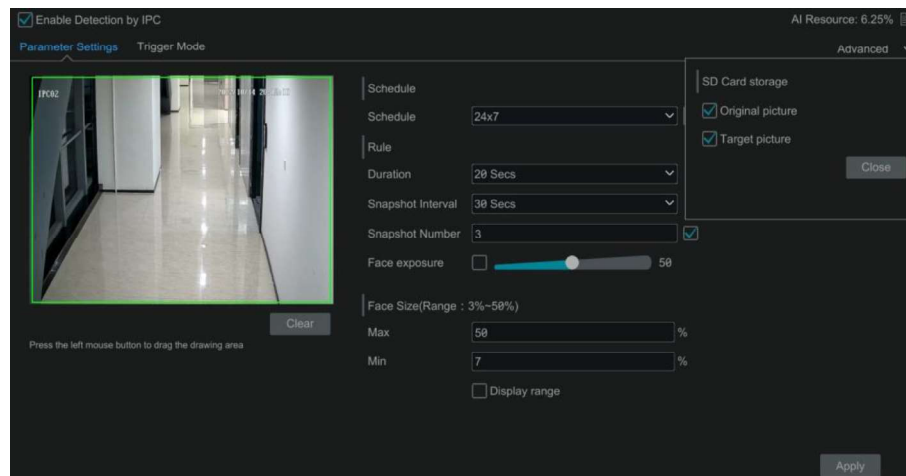 Enable Detection by IPC
AI Resource: 6.25%
Parameter Settings Trigger Mode
Advanced
IPC02
Schedule
Schedule 24x7
Rule
Duration 20 Secs
Snapshot Interval 30 Secs
Snapshot Number 3
Face exposure 50
Face Size(Range : 3%~50%)
Max 50 %
Min 7 %
Display range
SD Card storage
Original picture
Target picture
Close
Clear
Press the left mouse button to drag the drawing area
Apply